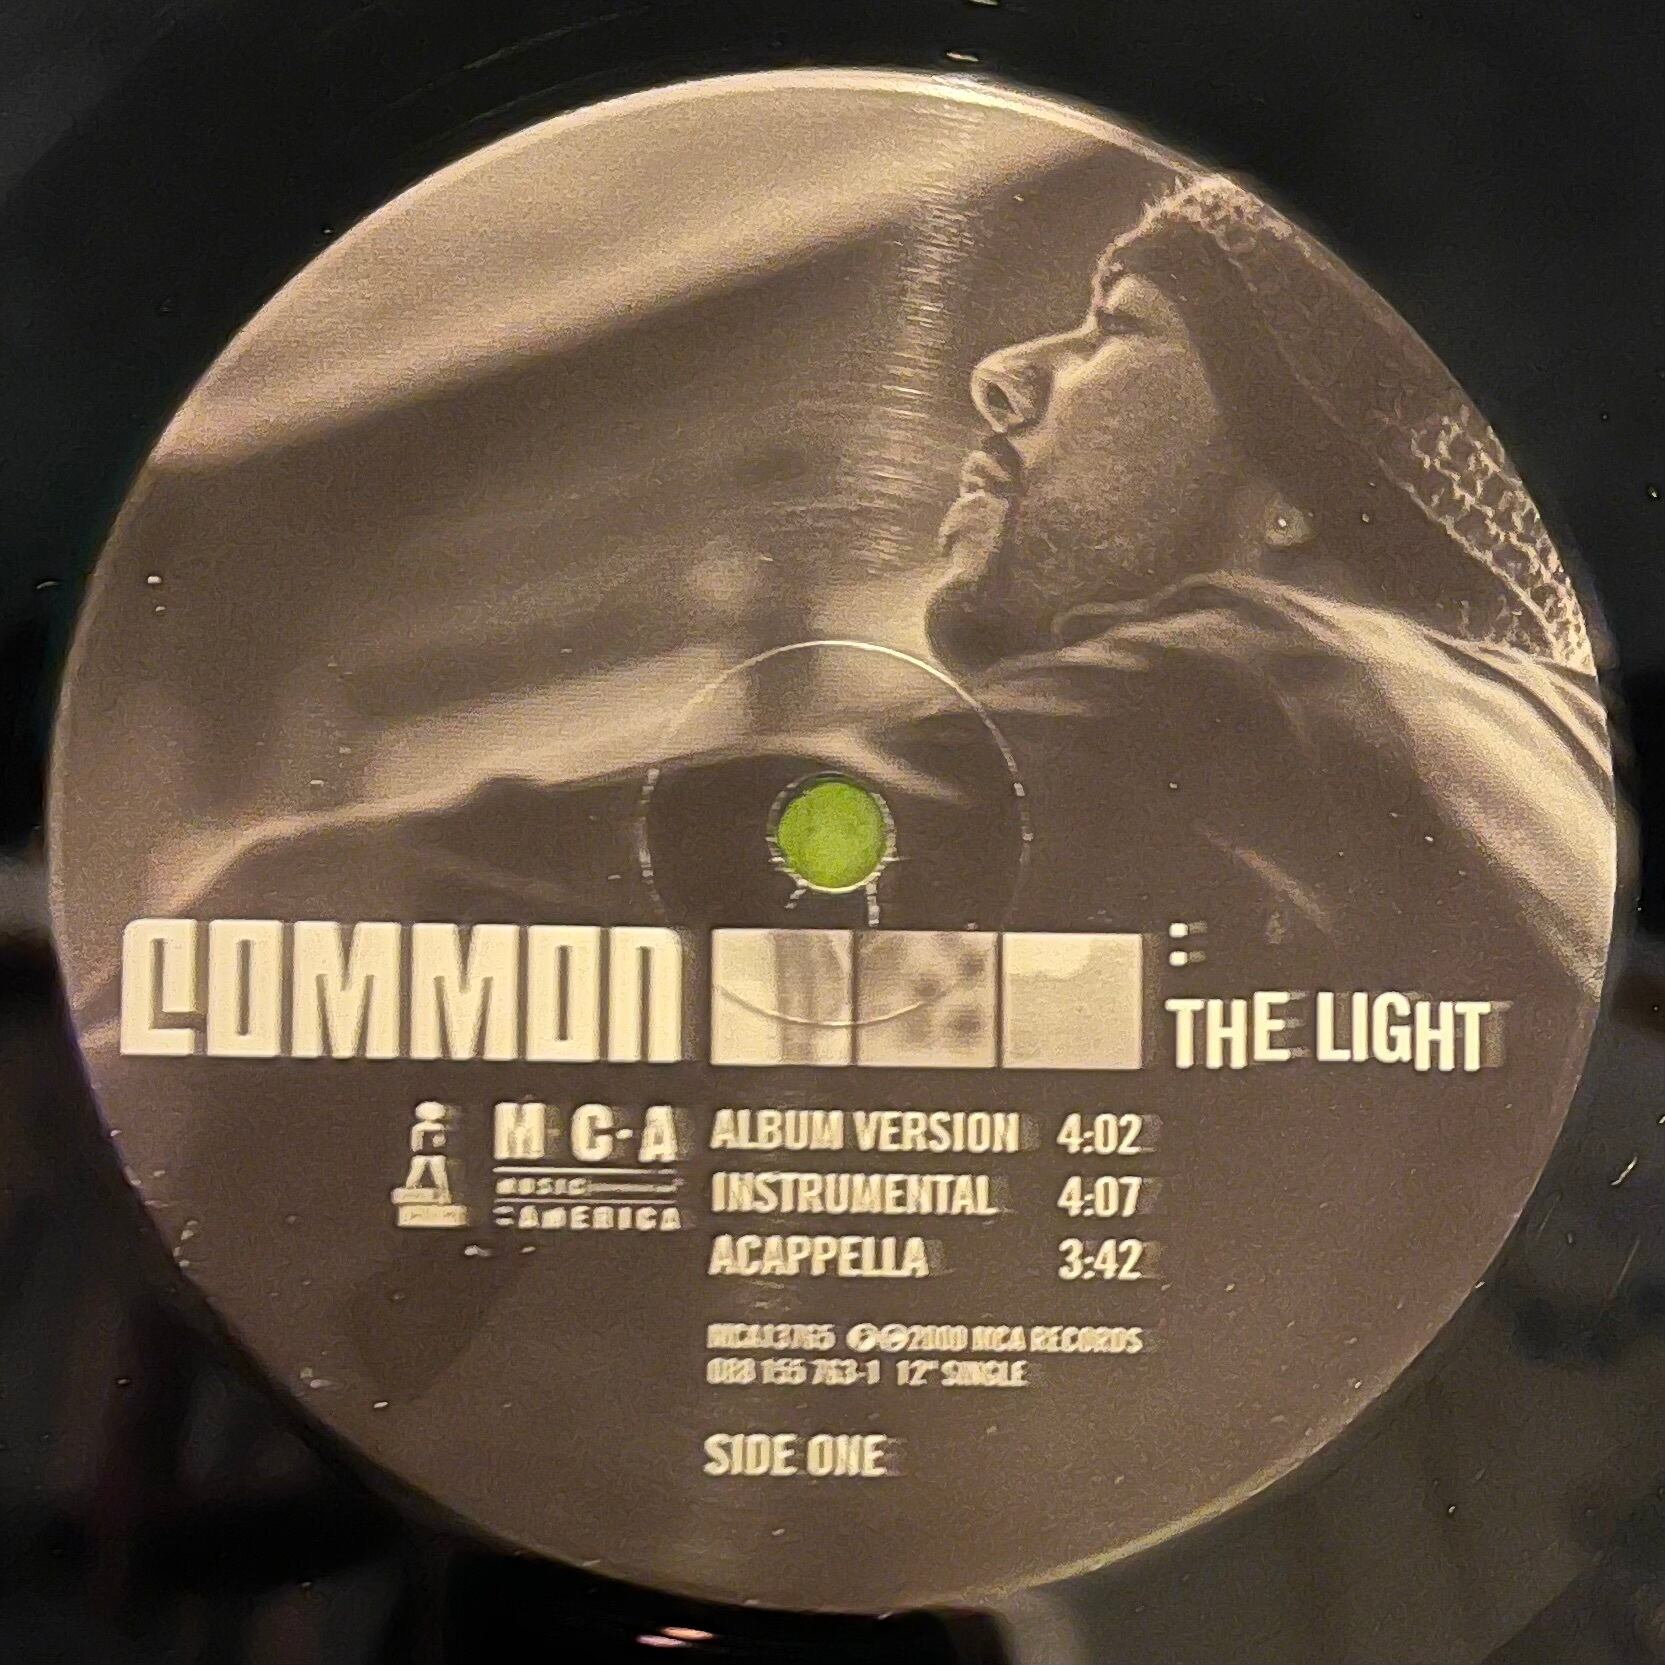 COMMON
: THE LIGHT
M·C·A
MUSIC
AMERICA
ALBUM VERSION 4:02
INSTRUMENTAL 4:07
ACAPPELLA 3:42
℗©2000 MCA RECORDS
088 155 763-1 12" SINGLE
SIDE ONE